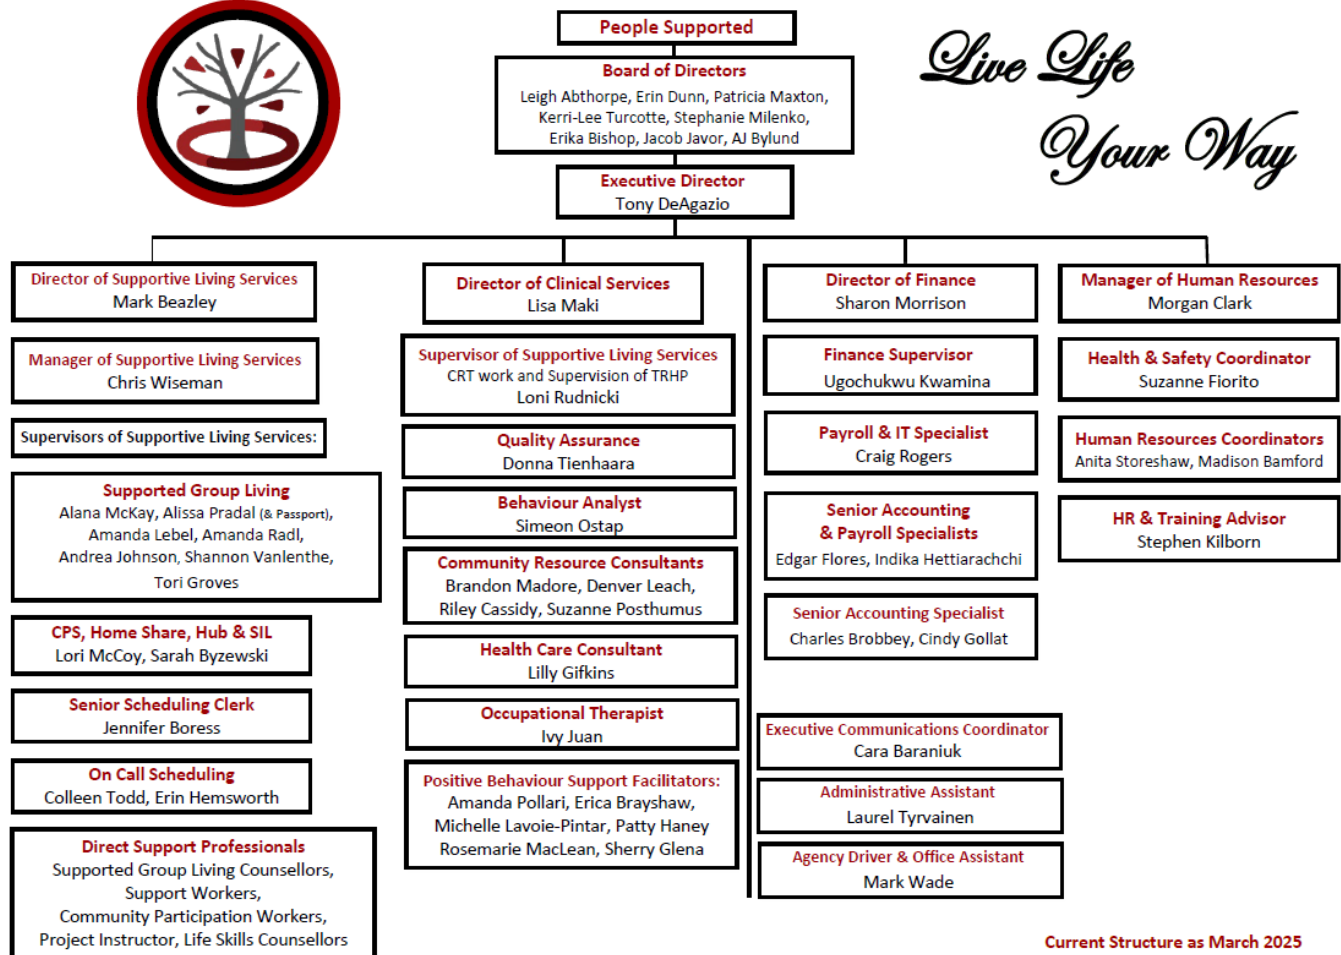 People Supported
Board of Directors
Leigh Abthorpe, Erin Dunn, Patricia Maxton,
Kerri-Lee Turcotte, Stephanie Milenko,
Erika Bishop, Jacob Javor, AJ Bylund
Executive Director
Tony DeAgazio
Live Life
Your Way
Director of Supportive Living Services
Mark Beazley
Manager of Supportive Living Services
Chris Wiseman
Supervisors of Supportive Living Services:
Supported Group Living
Alana McKay, Alissa Pradal (& Passport),
Amanda Lebel, Amanda Radl,
Andrea Johnson, Shannon Vanlenthe,
Tori Groves
CPS, Home Share, Hub & SIL
Lori McCoy, Sarah Byzewski
Senior Scheduling Clerk
Jennifer Boress
On Call Scheduling
Colleen Todd, Erin Hemsworth
Direct Support Professionals
Supported Group Living Counsellors,
Support Workers,
Community Participation Workers,
Project Instructor, Life Skills Counsellors
Director of Clinical Services
Lisa Maki
Supervisor of Supportive Living Services
CRT work and Supervision of TRHP
Loni Rudnicki
Quality Assurance
Donna Tienhaara
Behaviour Analyst
Simeon Ostap
Community Resource Consultants
Brandon Madore, Denver Leach,
Riley Cassidy, Suzanne Posthumus
Health Care Consultant
Lilly Gifkins
Occupational Therapist
Ivy Juan
Positive Behaviour Support Facilitators:
Amanda Pollari, Erica Brayshaw,
Michelle Lavoie-Pintar, Patty Haney
Rosemarie MacLean, Sherry Glena
Director of Finance
Sharon Morrison
Finance Supervisor
Ugochukwu Kwamina
Payroll & IT Specialist
Craig Rogers
Senior Accounting
& Payroll Specialists
Edgar Flores, Indika Hettiarachchi
Senior Accounting Specialist
Charles Brobbey, Cindy Gollat
Executive Communications Coordinator
Cara Baraniuk
Administrative Assistant
Laurel Tyrvainen
Agency Driver & Office Assistant
Mark Wade
Manager of Human Resources
Morgan Clark
Health & Safety Coordinator
Suzanne Fiorito
Human Resources Coordinators
Anita Storeshaw, Madison Bamford
HR & Training Advisor
Stephen Kilborn
Current Structure as March 2025